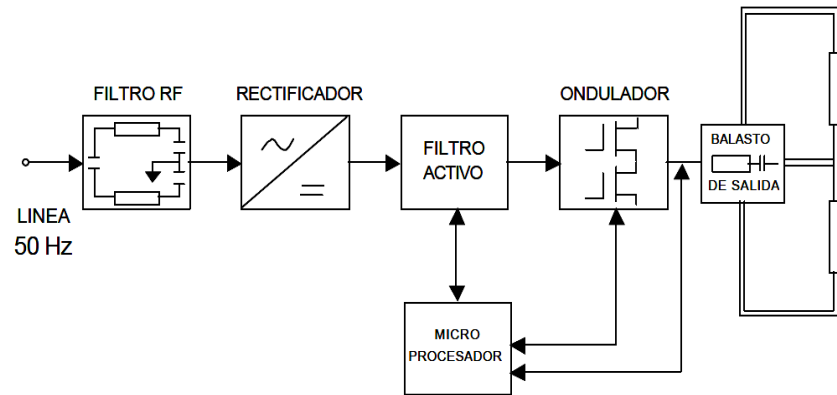 FILTRO RF
RECTIFICADOR
ONDULADOR
FILTRO
ACTIVO
BALASTO
DE SALIDA
LINEA
50 Hz
MICRO
PROCESADOR